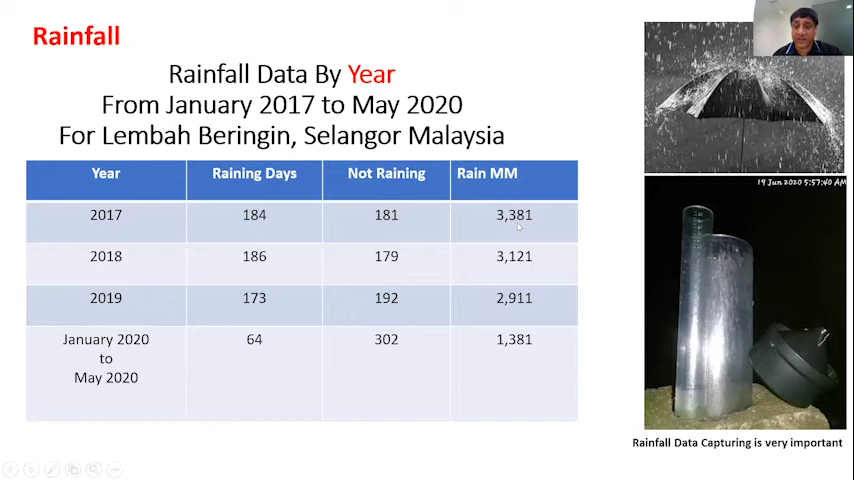 Rainfall
Rainfall Data By Year
From January 2017 to May 2020
For Lembah Beringin, Selangor Malaysia
Year Raining Days Not Raining Rain MM
2017 184 181 3,381
2018 186 179 3,121
2019 173 192 2,911
January 2020
to
May 2020 64 302 1,381
19 Jun 2020 5:57:40 AM
Rainfall Data Capturing is very important